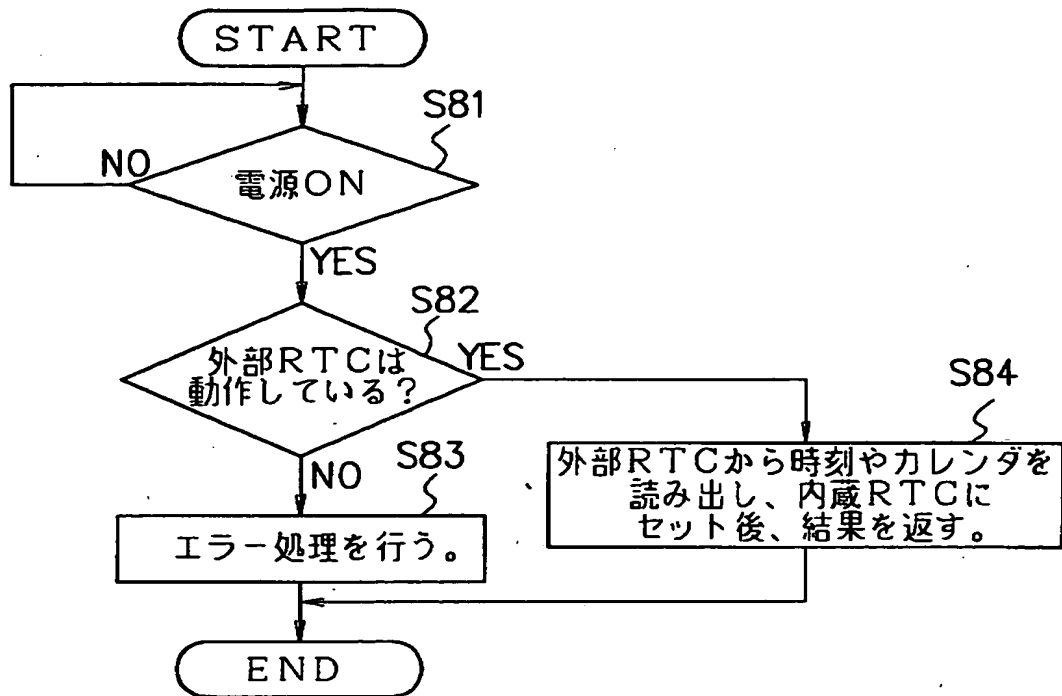 START
S81
NO
電源ON
YES
S82
外部RTCは
動作している?
YES
S84
外部RTCから時刻やカレンダを
読み出し、内蔵RTCに
セット後、結果を返す。
NO
S83
エラー処理を行う。
END